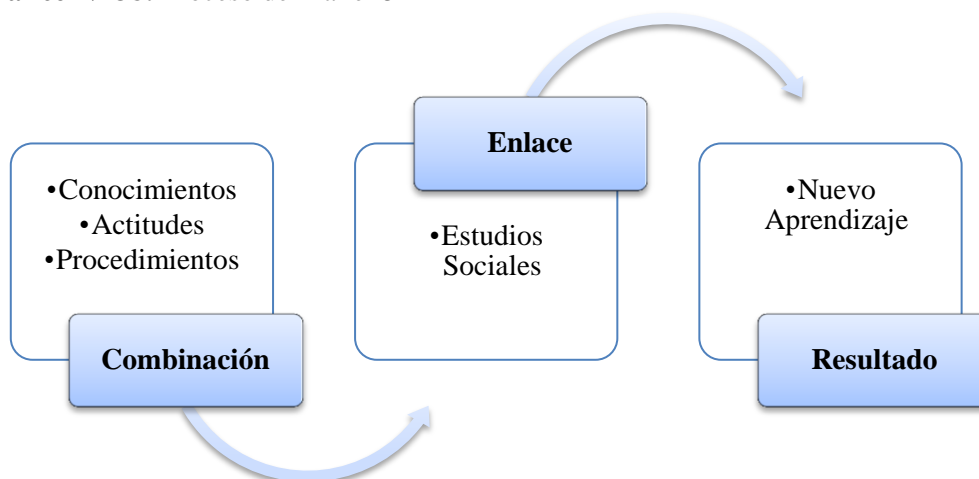 •Conocimientos
•Actitudes
•Procedimientos
Combinación
Enlace
•Estudios
Sociales
•Nuevo
Aprendizaje
Resultado